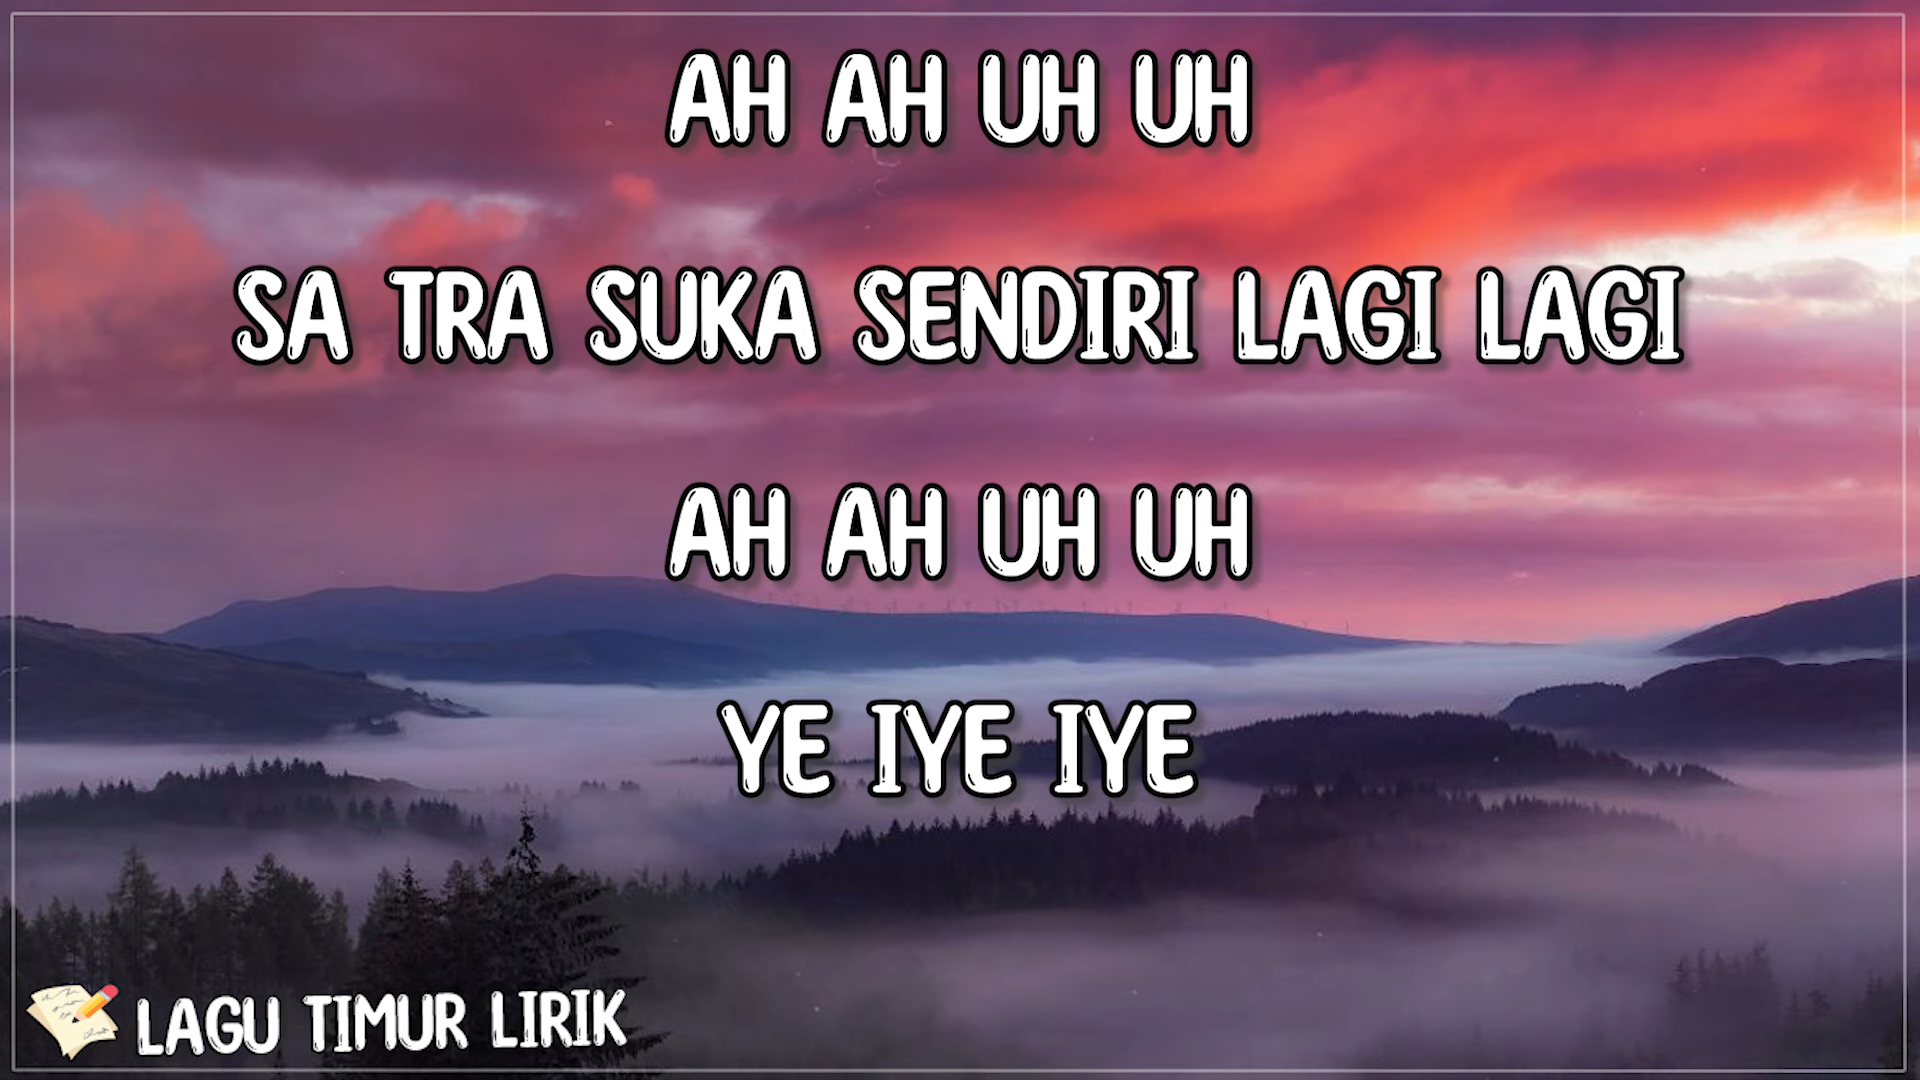 AH AH UH UH
SA TRA SUKA SENDIRI LAGI LAGI
AH AH UH UH
YE IYE IYE
LAGU TIMUR LIRIK